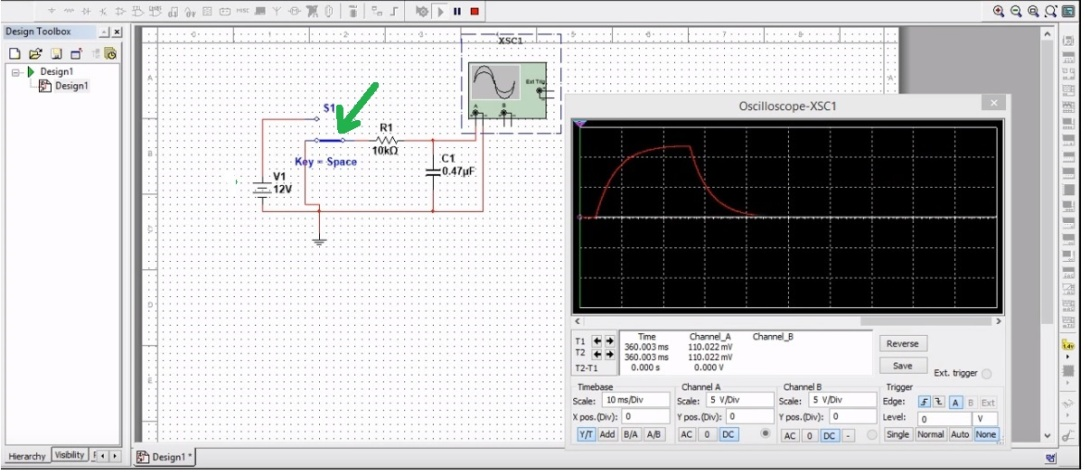 Design Toolbox
Design1
Design1
XSC1
Ext Trig
A
B
S1
R1
10kΩ
Key = Space
C1
0.47µF
V1
12V
Oscilloscope-XSC1
Time Channel_A Channel_B
T1 360.003 ms 110.022 mV
T2 360.003 ms 110.022 mV
T2-T1 0.000 s 0.000 V
Reverse
Save
Ext. trigger
Timebase Channel A Channel B Trigger
Scale: 10 ms/Div Scale: 5 V/Div Scale: 5 V/Div Edge: A B Ext
X pos.(Div): 0 Y pos.(Div): 0 Y pos.(Div): 0 Level: 0 V
Y/T Add B/A A/B AC 0 DC AC 0 DC - Single Normal Auto None
Hierarchy Visibility Design1 *